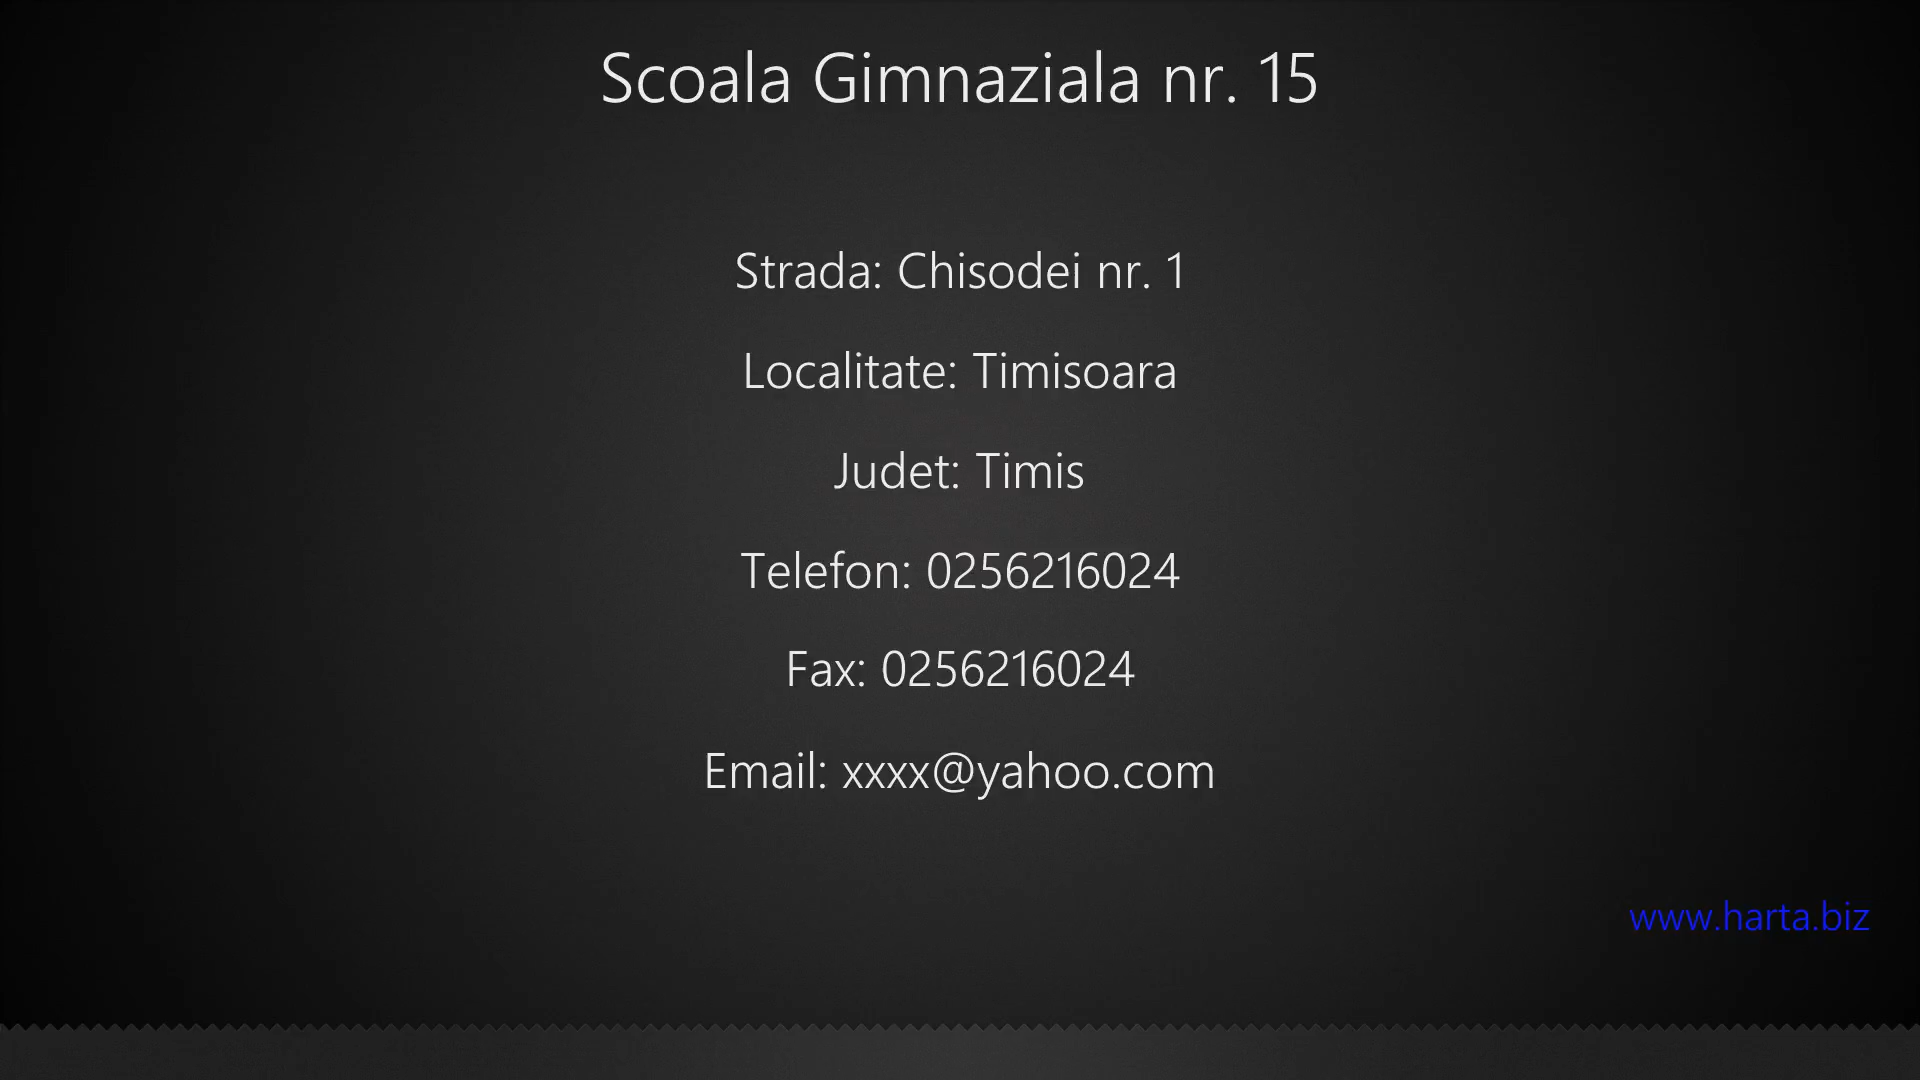 Scoala Gimnaziala nr. 15
Strada: Chisodei nr. 1
Localitate: Timisoara
Judet: Timis
Telefon: 0256216024
Fax: 0256216024
Email: xxxx@yahoo.com
www.harta.biz